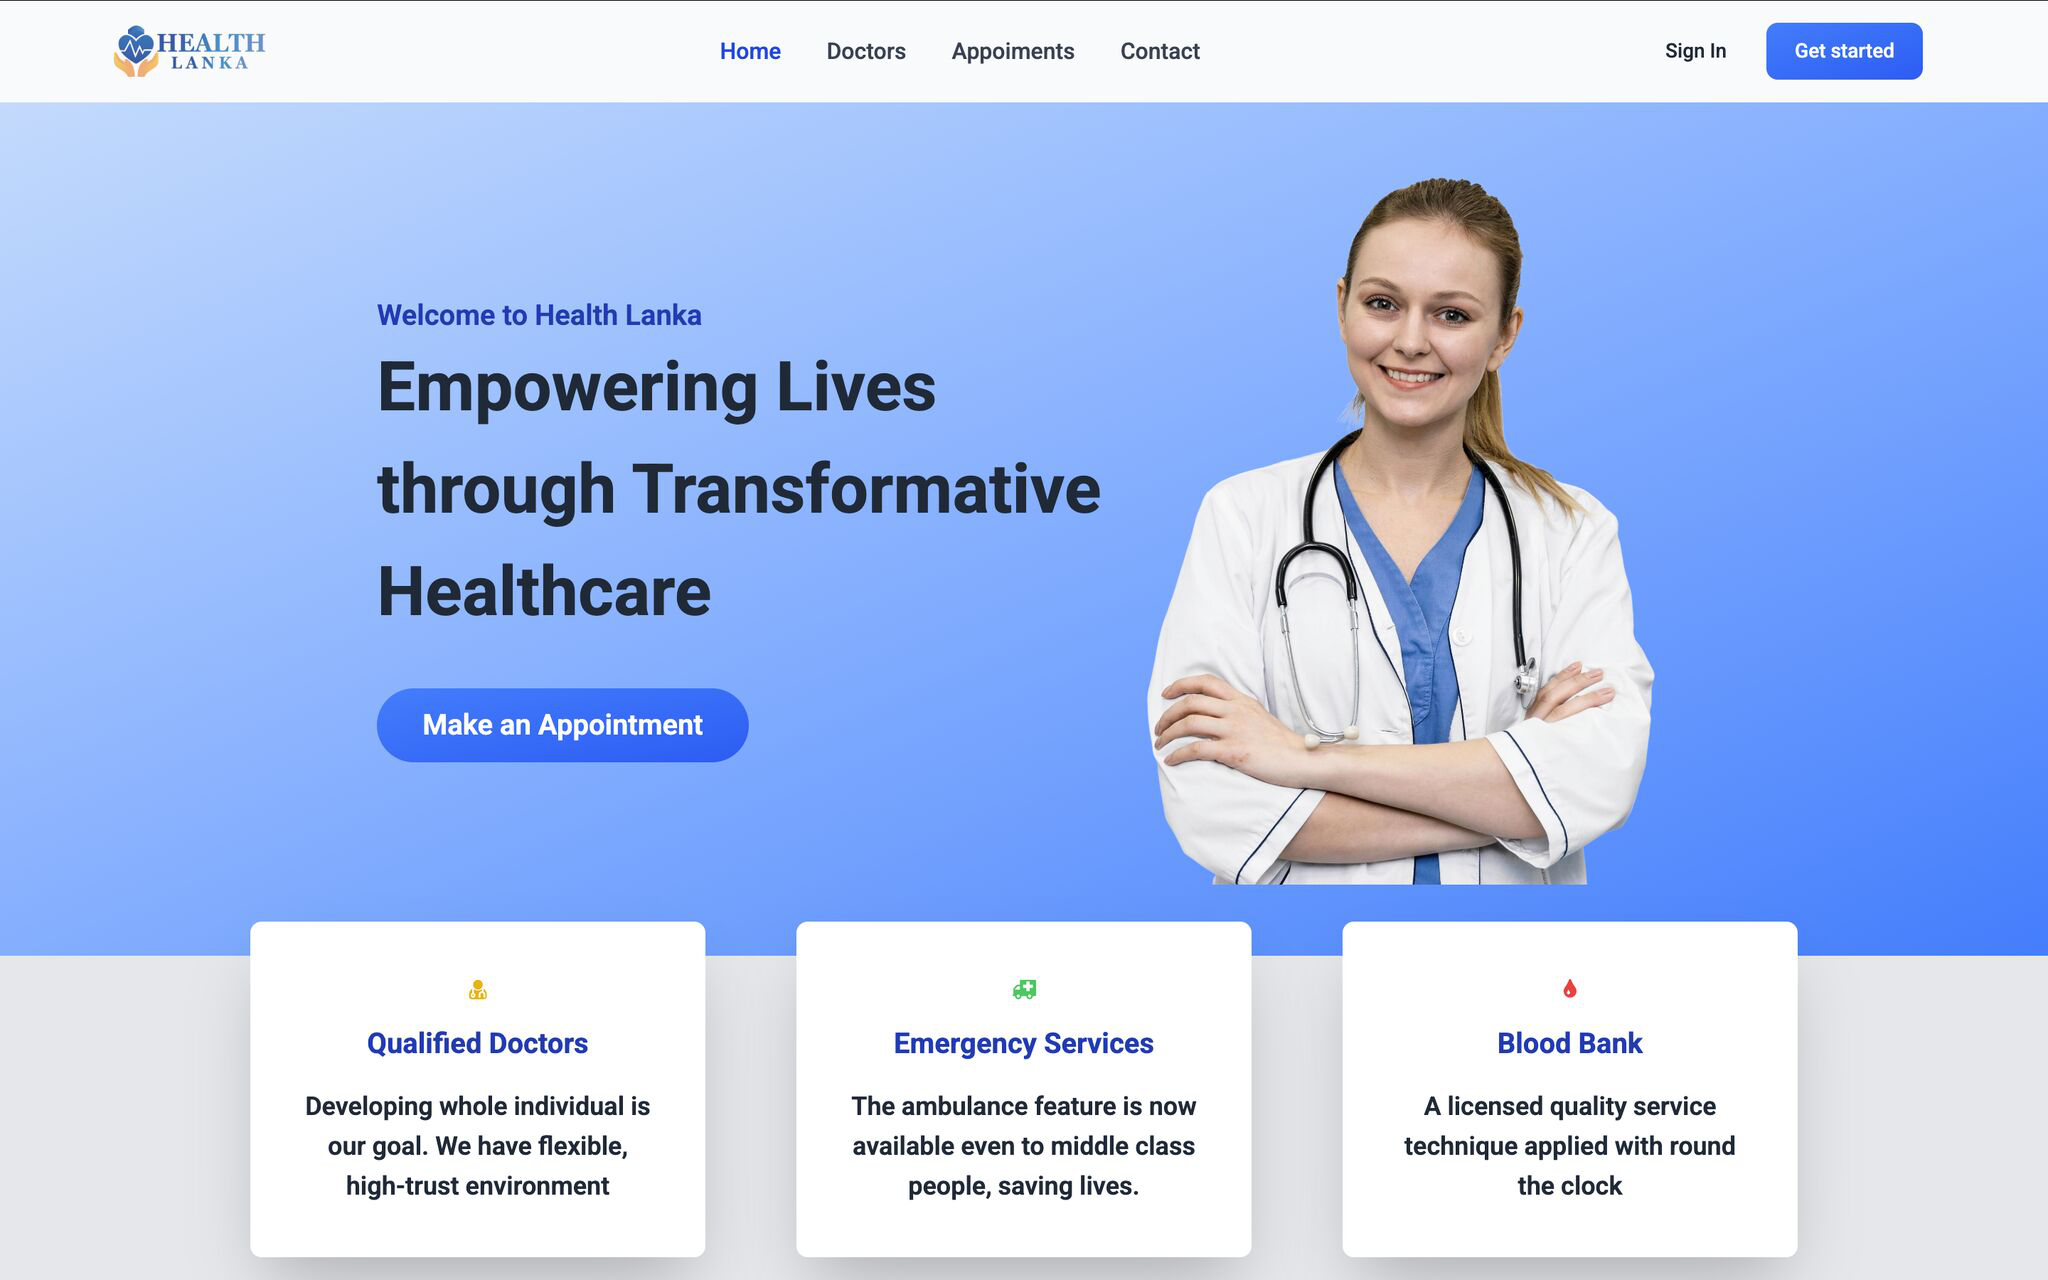 HEALTH
LANKA
Home Doctors Appoiments Contact Sign In Get started
Welcome to Health Lanka
Empowering Lives
through Transformative
Healthcare
Make an Appointment
Qualified Doctors
Developing whole individual is
our goal. We have flexible,
high-trust environment
Emergency Services
The ambulance feature is now
available even to middle class
people, saving lives.
Blood Bank
A licensed quality service
technique applied with round
the clock